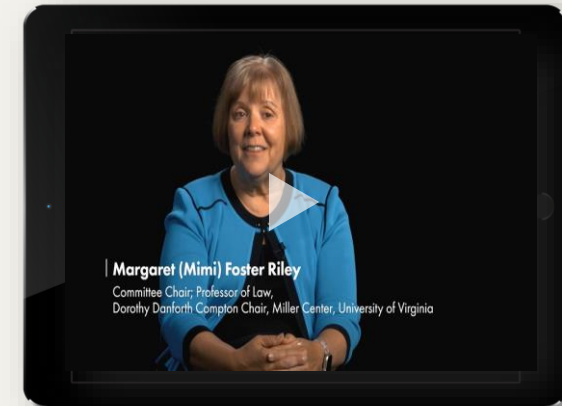 Margaret (Mimi) Foster Riley
Committee Chair; Professor of Law,
Dorothy Danforth Compton Chair, Miller Center, University of Virginia